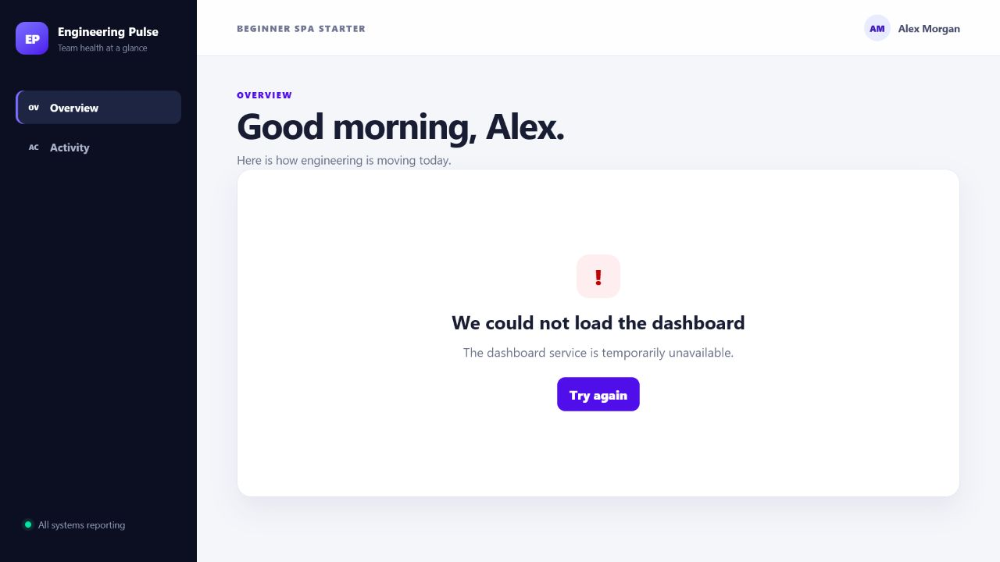 EP
Engineering Pulse
Team health at a glance
OV Overview
AC Activity
All systems reporting
BEGINNER SPA STARTER
AM Alex Morgan
OVERVIEW
Good morning, Alex.
Here is how engineering is moving today.
!
We could not load the dashboard
The dashboard service is temporarily unavailable.
Try again